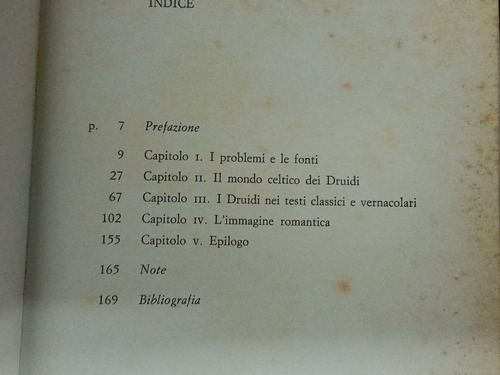 INDICE
p. 7 Prefazione
9 Capitolo I. I problemi e le fonti
27 Capitolo II. Il mondo celtico dei Druidi
67 Capitolo III. I Druidi nei testi classici e vernacolari
102 Capitolo IV. L'immagine romantica
155 Capitolo V. Epilogo
165 Note
169 Bibliografia